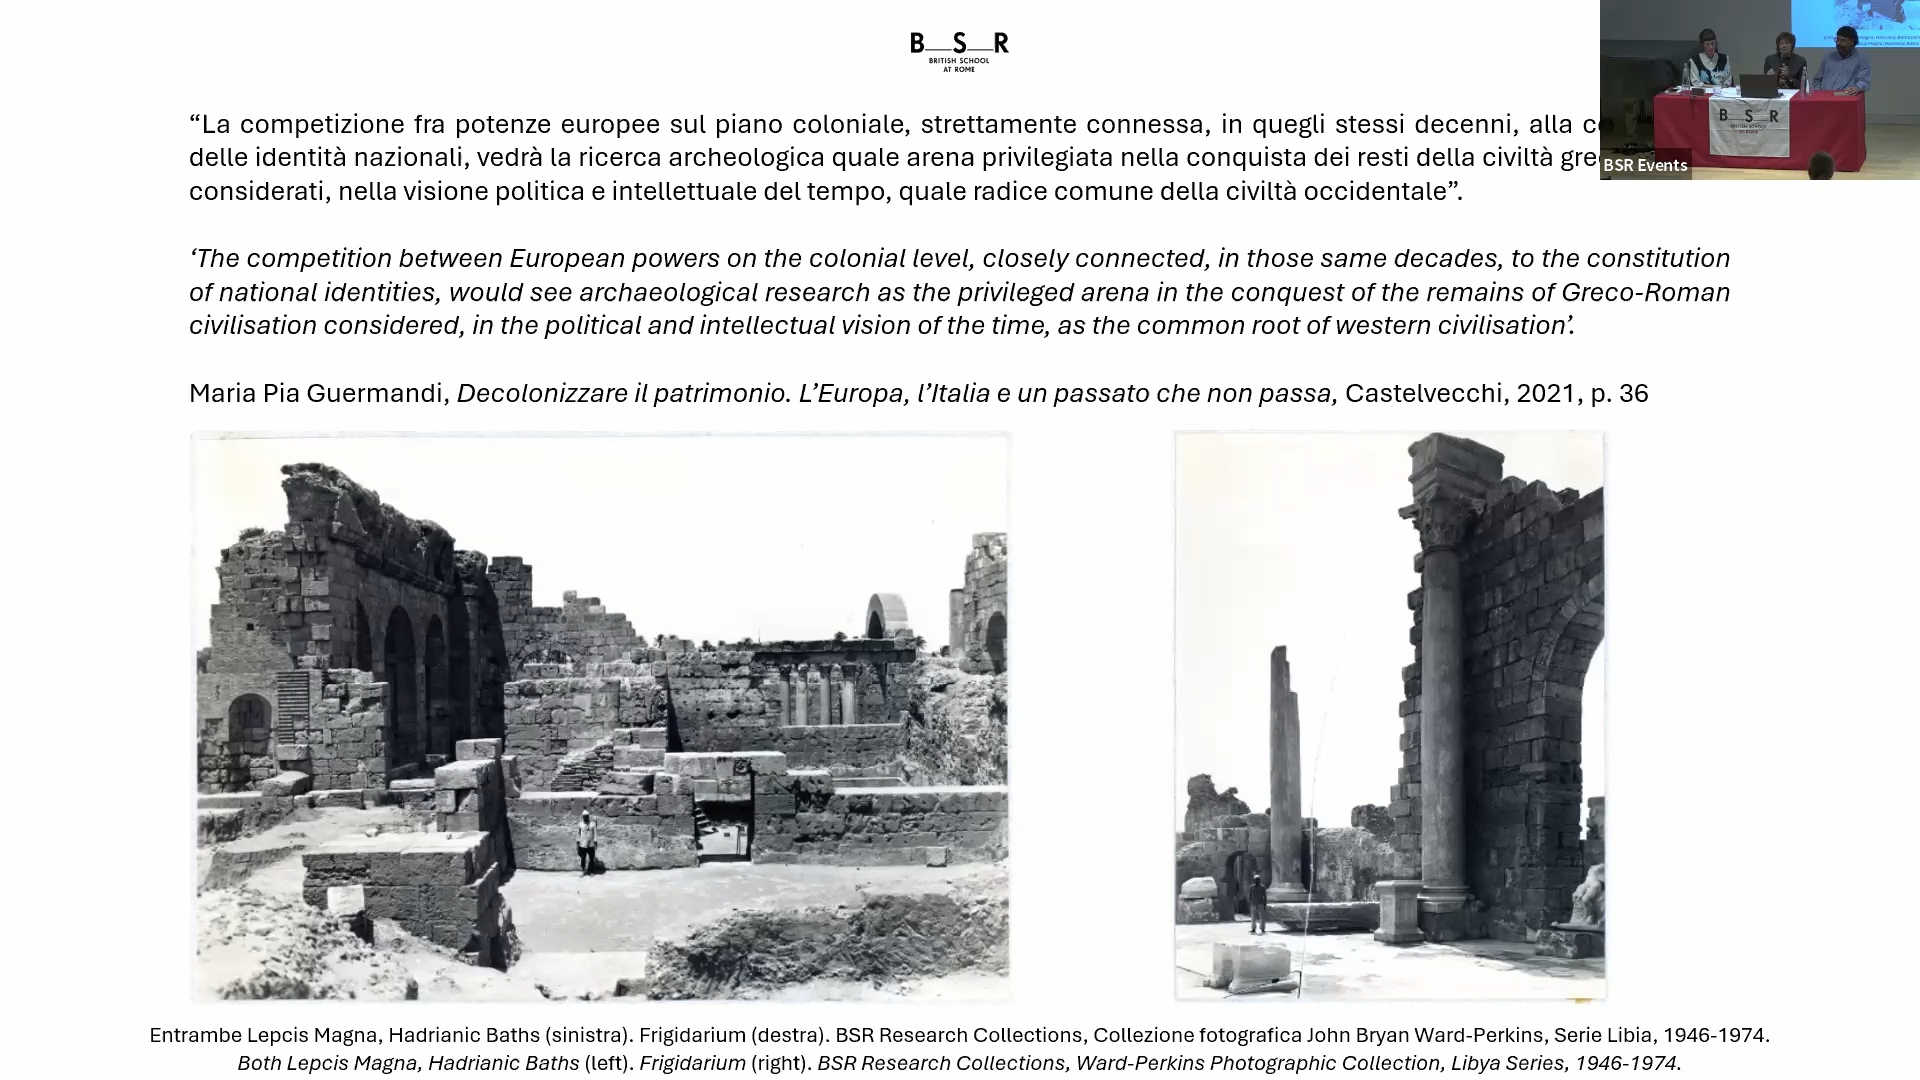 B__S__R
BRITISH SCHOOL
AT ROME
“La competizione fra potenze europee sul piano coloniale, strettamente connessa, in quegli stessi decenni, alla
delle identità nazionali, vedrà la ricerca archeologica quale arena privilegiata nella conquista dei resti della civiltà
considerati, nella visione politica e intellettuale del tempo, quale radice comune della civiltà occidentale”.
‘The competition between European powers on the colonial level, closely connected, in those same decades, to the constitution
of national identities, would see archaeological research as the privileged arena in the conquest of the remains of Greco-Roman
civilisation considered, in the political and intellectual vision of the time, as the common root of western civilisation’.
Maria Pia Guermandi, Decolonizzare il patrimonio. L’Europa, l’Italia e un passato che non passa, Castelvecchi, 2021, p. 36
Entrambe Lepcis Magna, Hadrianic Baths (sinistra). Frigidarium (destra). BSR Research Collections, Collezione fotografica John Bryan Ward-Perkins, Serie Libia, 1946-1974.
Both Lepcis Magna, Hadrianic Baths (left). Frigidarium (right). BSR Research Collections, Ward-Perkins Photographic Collection, Libya Series, 1946-1974.
B S R
BSR Events